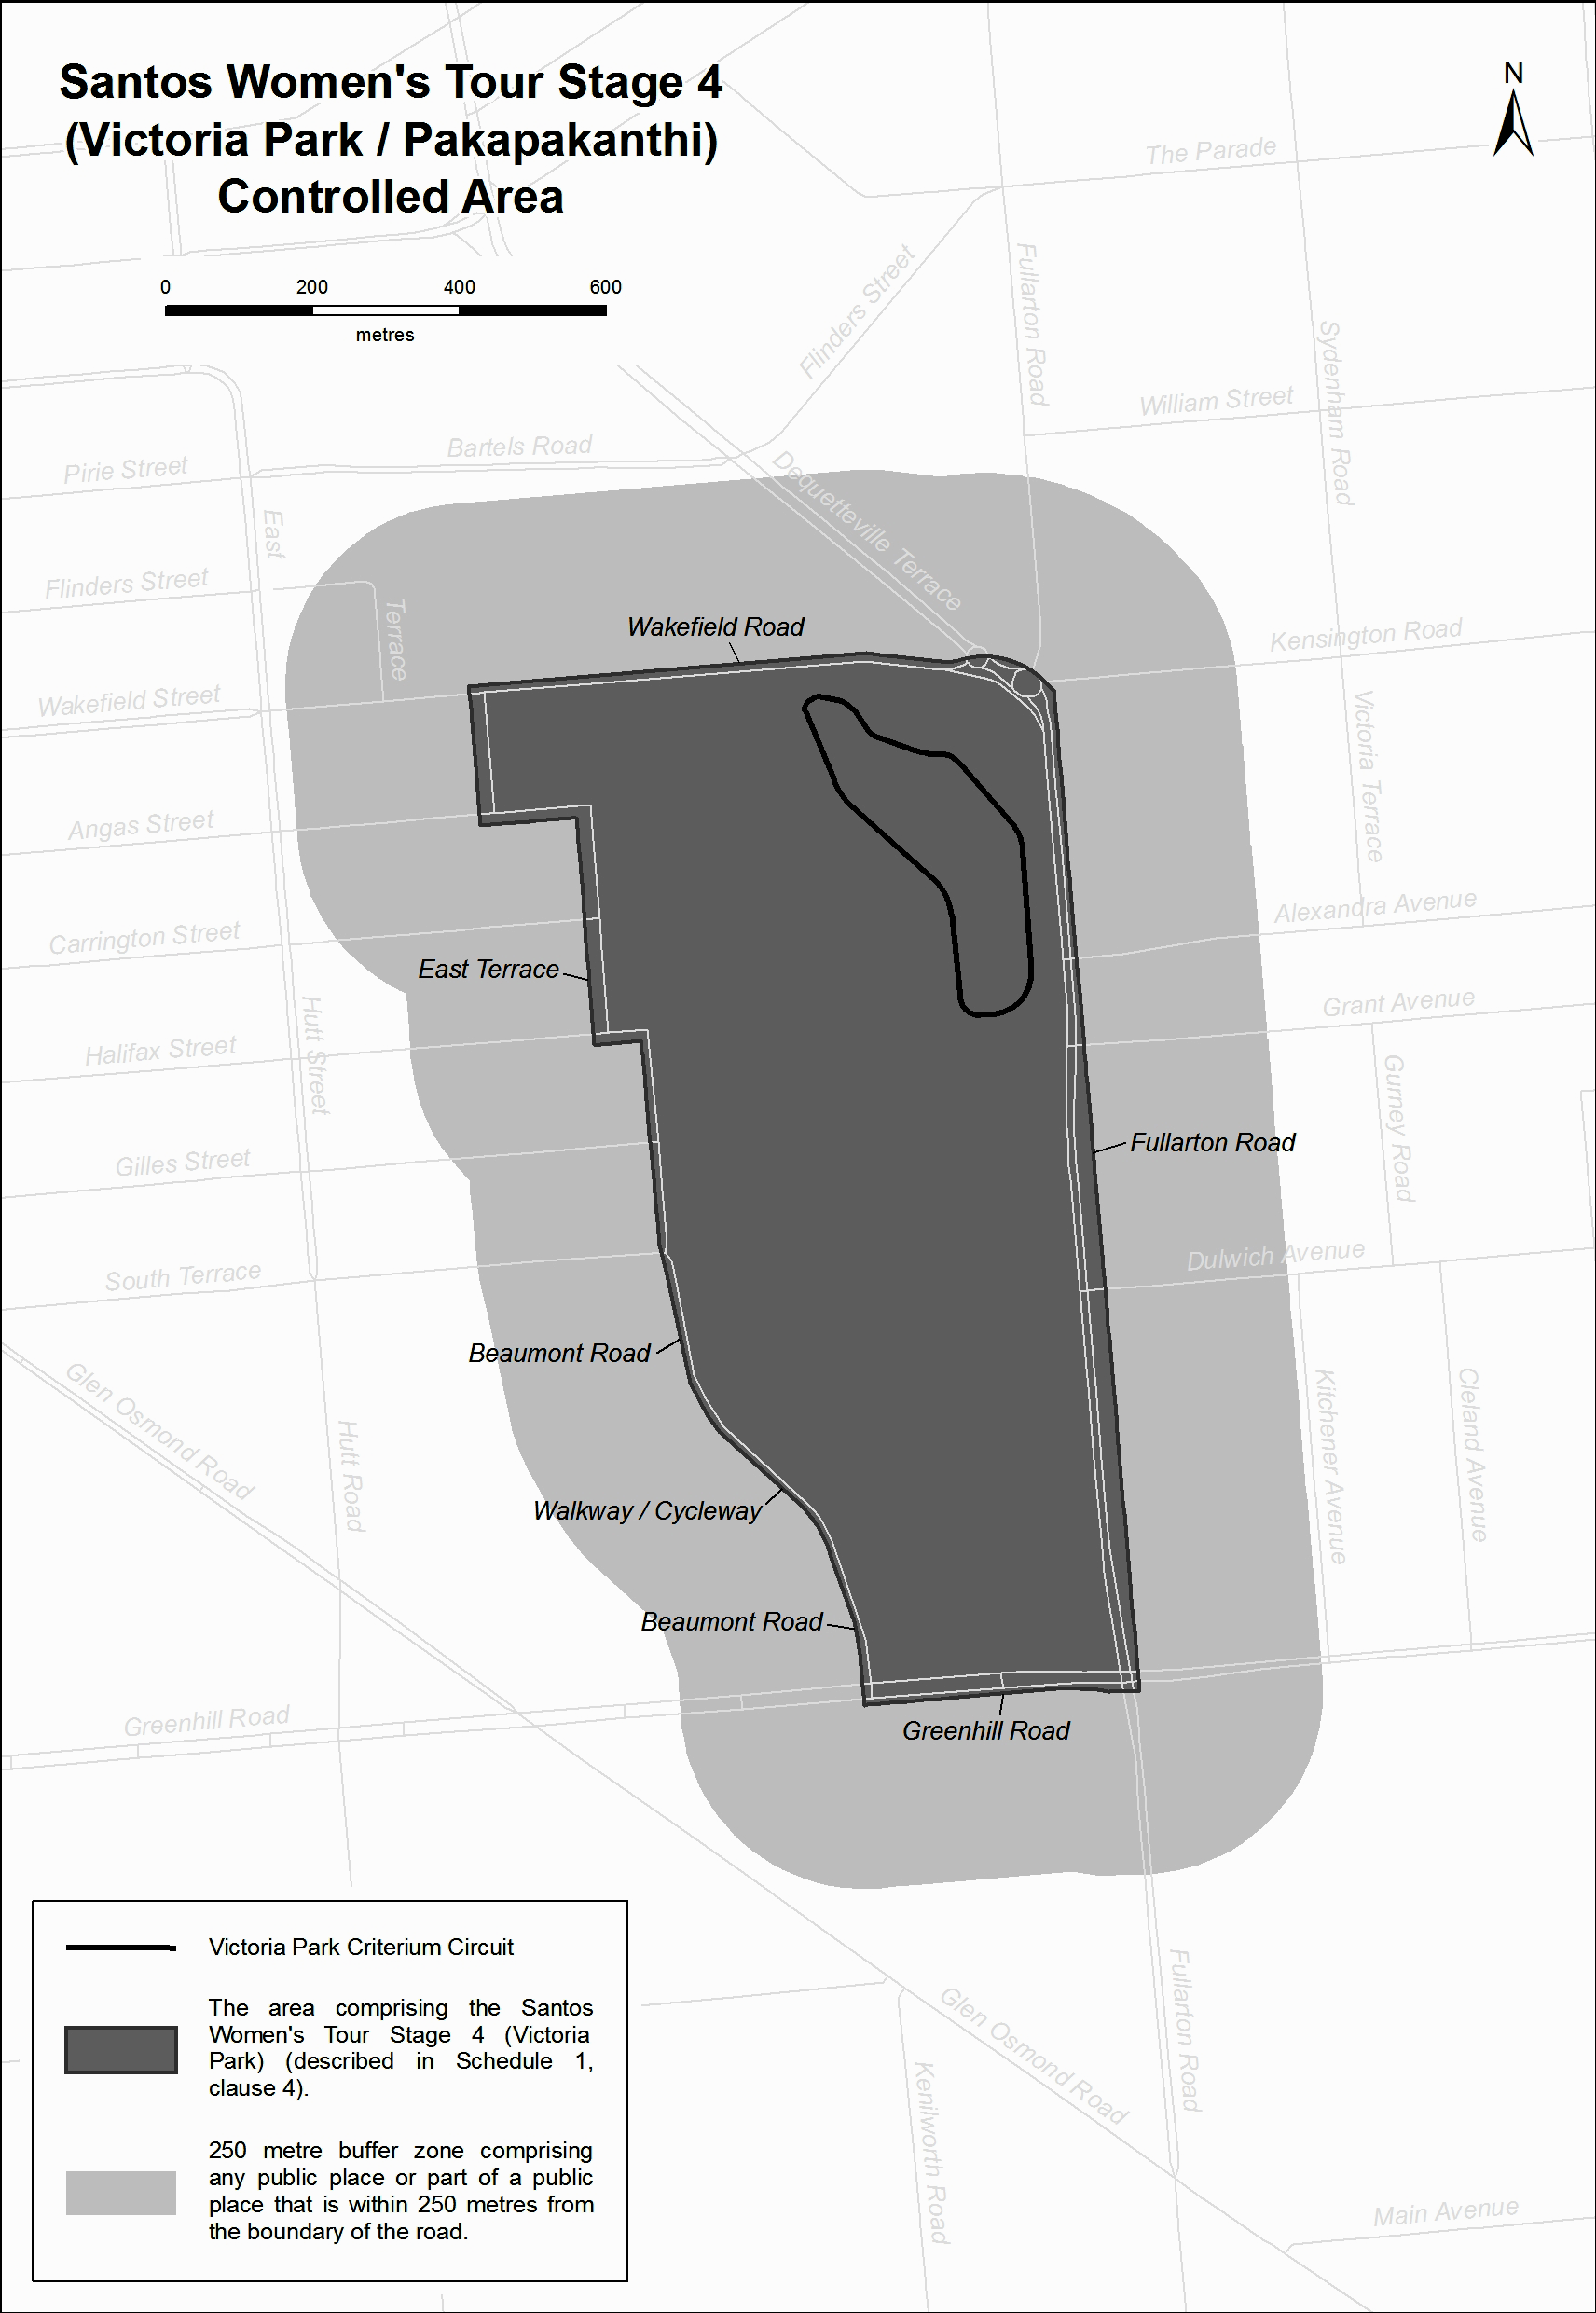 Santos Women's Tour Stage 4
(Victoria Park / Pakapakanthi)
Controlled Area
N
0 200 400 600
metres
The Parade
Flinders Street
Fullarton Road
Sydenham Road
William Street
Bartels Road
Pirie Street
Dequetteville Terrace
East
Terrace
Flinders Street
Wakefield Road
Kensington Road
Wakefield Street
Victoria Terrace
Angas Street
Alexandra Avenue
Carrington Street
East Terrace
Grant Avenue
Hutt Street
Halifax Street
Gurney Road
Fullarton Road
Gilles Street
Dulwich Avenue
South Terrace
Beaumont Road
Glen Osmond Road
Hutt Road
Kitchener Avenue
Cleland Avenue
Walkway / Cycleway
Beaumont Road
Greenhill Road
Greenhill Road
Fullarton Road
Glen Osmond Road
Kenilworth Road
Main Avenue
Victoria Park Criterium Circuit
The area comprising the Santos
Women's Tour Stage 4 (Victoria
Park) (described in Schedule 1,
clause 4).
250 metre buffer zone comprising
any public place or part of a public
place that is within 250 metres from
the boundary of the road.